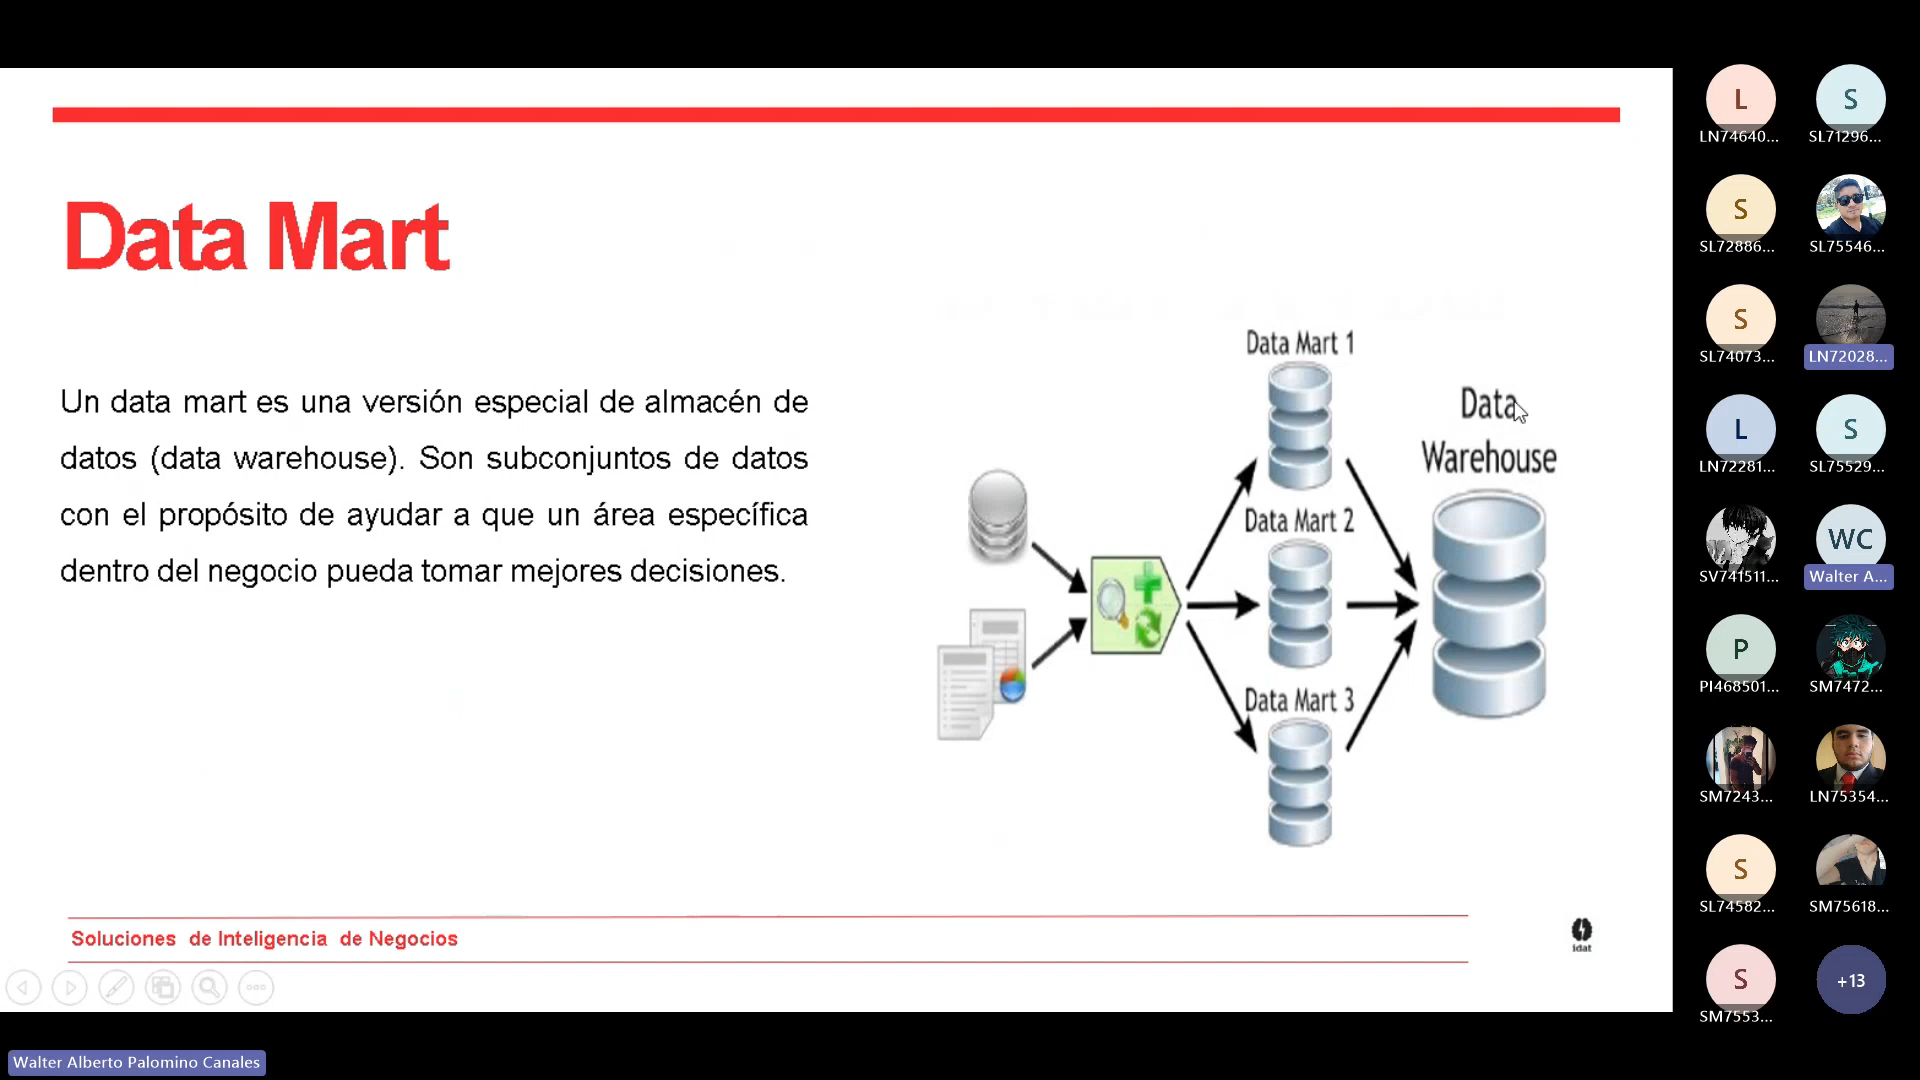 Data Mart
Un data mart es una versión especial de almacén de
datos (data warehouse). Son subconjuntos de datos
con el propósito de ayudar a que un área específica
dentro del negocio pueda tomar mejores decisiones.
Data Mart 1
Data Mart 2
Data Mart 3
Data
Warehouse
Soluciones de Inteligencia de Negocios
idat
L
LN74640...
S
SL71296...
S
SL72886...
SL75546...
S
SL74073...
LN72028...
L
LN72281...
S
SL75529...
SV741511...
WC
Walter A...
P
PI468501...
SM7472...
SM7243...
LN75354...
S
SL74582...
SM75618...
S
SM7553...
+13
Walter Alberto Palomino Canales